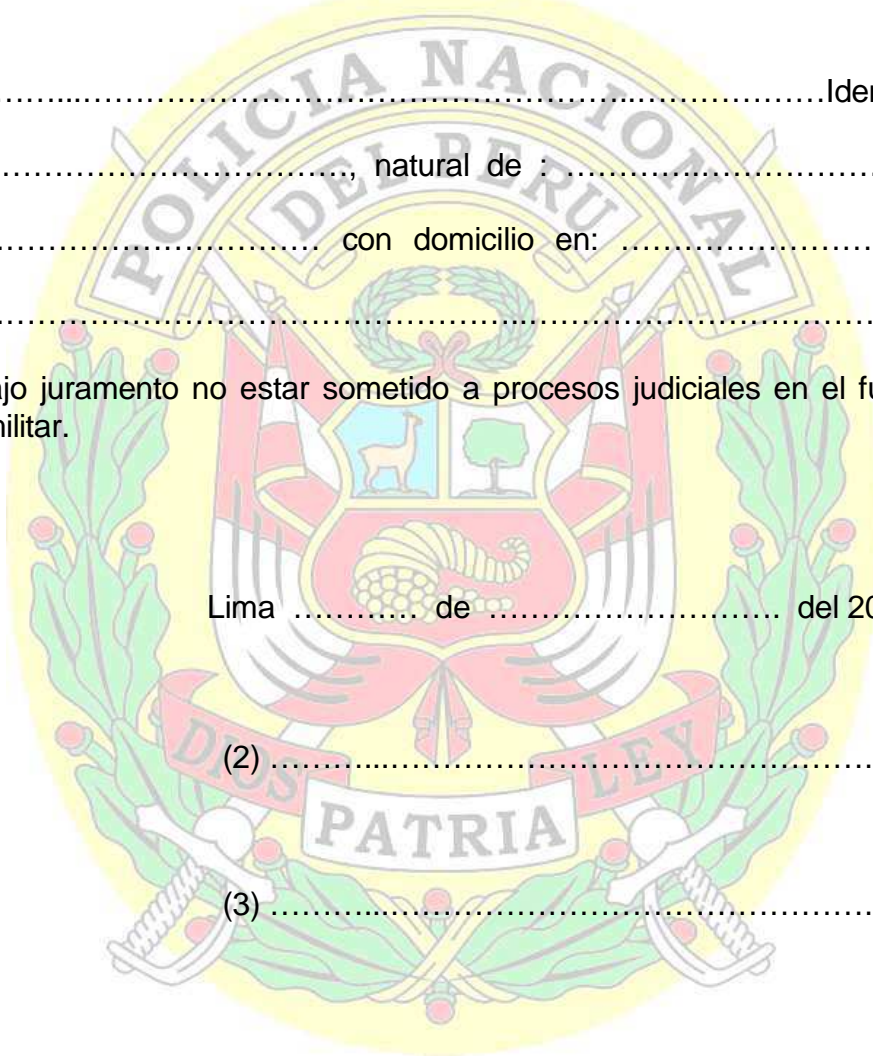 POLICIA NACIONAL
DEL PERU
……...……………………………………………...………………Iden
……………………………, natural de : …………………………
………………………… con domicilio en: ……………………
………………………………………………...……………………………
ajo juramento no estar sometido a procesos judiciales en el fu
militar.
Lima ………… de ……………………… del 20
(2) ………...…………………………………………
DIOS PATRIA LEY
(3) ………...…………………………………………